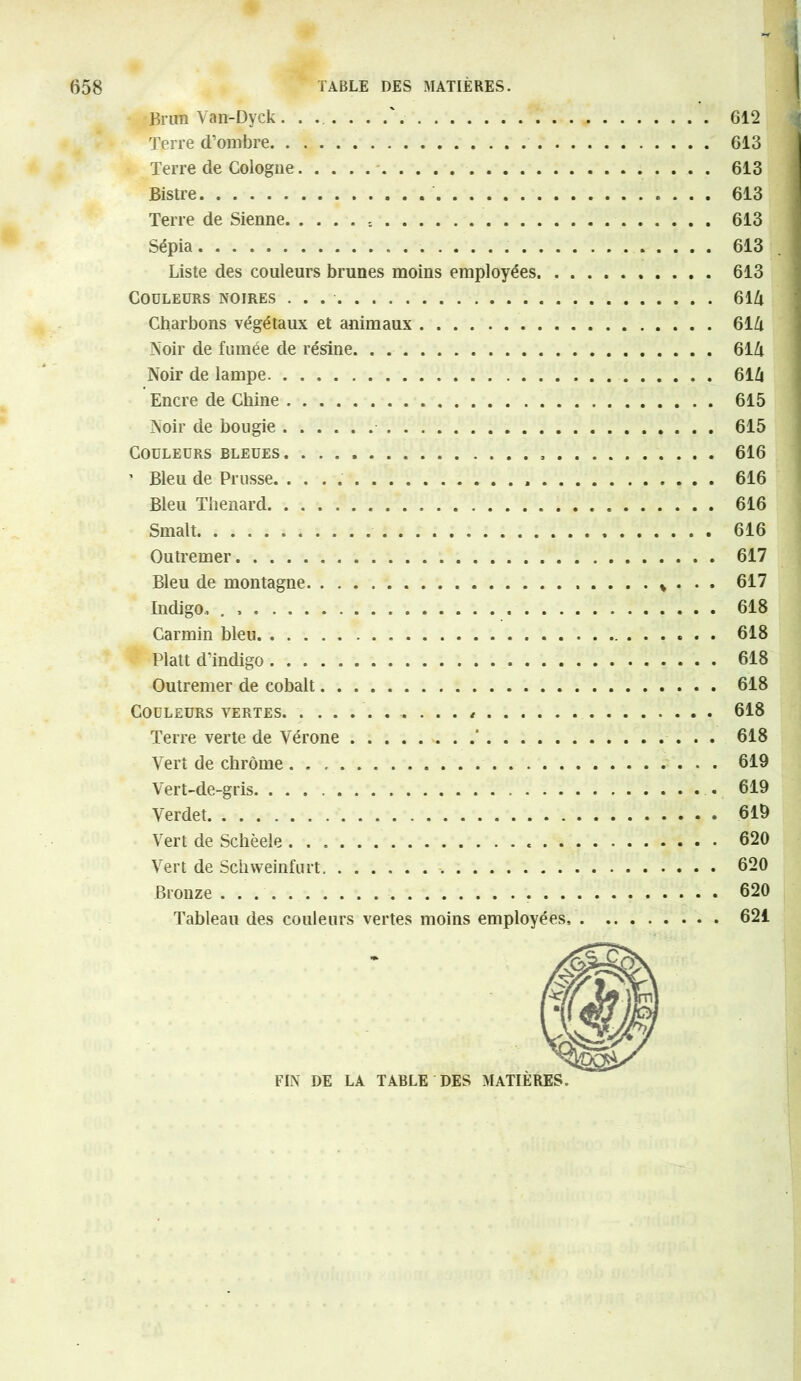 658 TABLE DES MATIÈRES.
Brun Van-Dyck. . . . . . . . . . . . . . . . . . . . 612
Terre d'ombre. . . . . . . . . . . . . . . . . . . . 613
Terre de Cologne. . . . . . . . . . . . . . . . . . . . 613
Bistre. . . . . . . . . . . . . . . . . . . . 613
Terre de Sienne. . . . . . . . . . . . . . . . . . . . 613
Sépia. . . . . . . . . . . . . . . . . . . . 613
Liste des couleurs brunes moins employées. . . . . . . . . . . 613
COULEURS NOIRES . . . . . . . . . . . . . . . . . . . . 614
Charbons végétaux et animaux . . . . . . . . . . . . . . . . . . 614
Noir de fumée de résine. . . . . . . . . . . . . . . . . . . . 614
Noir de lampe. . . . . . . . . . . . . . . . . . . . 614
Encre de Chine . . . . . . . . . . . . . . . . . . . . 615
Noir de bougie . . . . . . . . . . . . . . . . . . . . 615
COULEURS BLEUES. . . . . . . . . . . . . . . . . . . . 616
Bleu de Prusse. . . . . . . . . . . . . . . . . . . . 616
Bleu Thenard. . . . . . . . . . . . . . . . . . . . 616
Smalt. . . . . . . . . . . . . . . . . . . . 616
Outremer. . . . . . . . . . . . . . . . . . . . 617
Bleu de montagne. . . . . . . . . . . . . . . . . . . . 617
Indigo. . . . . . . . . . . . . . . . . . . . 618
Carmin bleu. . . . . . . . . . . . . . . . . . . . 618
Platt d'indigo . . . . . . . . . . . . . . . . . . . . 618
Outremer de cobalt. . . . . . . . . . . . . . . . . . . . 618
COULEURS VERTES. . . . . . . . . . . . . . . . . . . . 618
Terre verte de Vérone . . . . . . . . . . . . . . . . . . . . 618
Vert de chrôme . . . . . . . . . . . . . . . . . . . . 619
Vert-de-gris. . . . . . . . . . . . . . . . . . . . 619
Verdet. . . . . . . . . . . . . . . . . . . . 619
Vert de Schèele . . . . . . . . . . . . . . . . . . . . 620
Vert de Schweinfurt. . . . . . . . . . . . . . . . . . . . 620
Bronze . . . . . . . . . . . . . . . . . . . . 620
Tableau des couleurs vertes moins employées, . . . . . . . . . . 621
KINGS COLLEGE LONDON
FIN DE LA TABLE DES MATIÈRES.